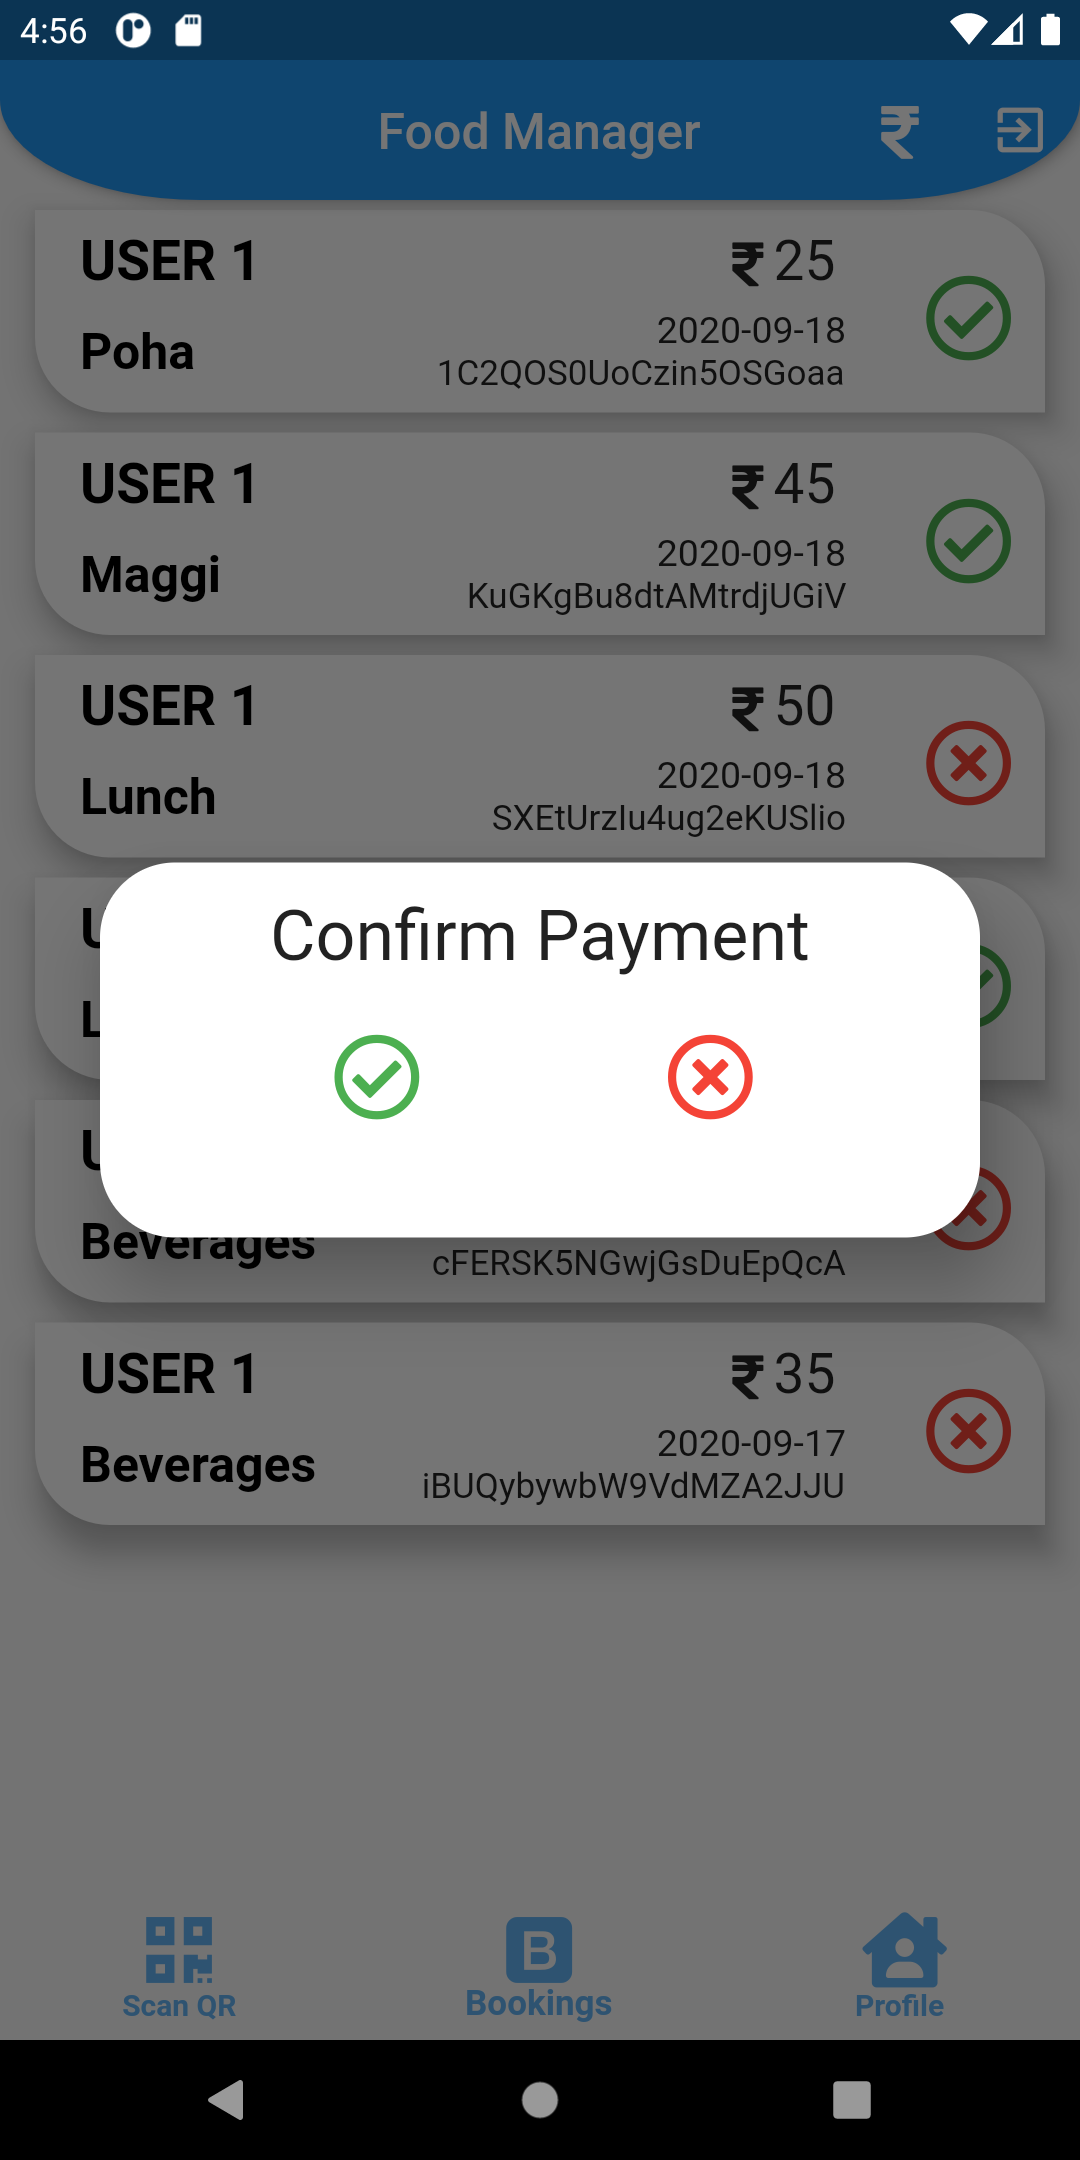 4:56
Food Manager ₹
USER 1 ₹ 25
2020-09-18
Poha
1C2QOS0UoCzin5OSGoaa
USER 1 ₹ 45
2020-09-18
Maggi
KuGKgBu8dtAMtrdjUGiV
USER 1 ₹ 50
2020-09-18
Lunch
SXEtUrzIu4ug2eKUSlio
Confirm Payment
Beverages
cFERSK5NGwjGsDuEpQcA
USER 1 ₹ 35
2020-09-17
Beverages
iBUQybywbW9VdMZA2JJU
B
Scan QR
Bookings
Profile